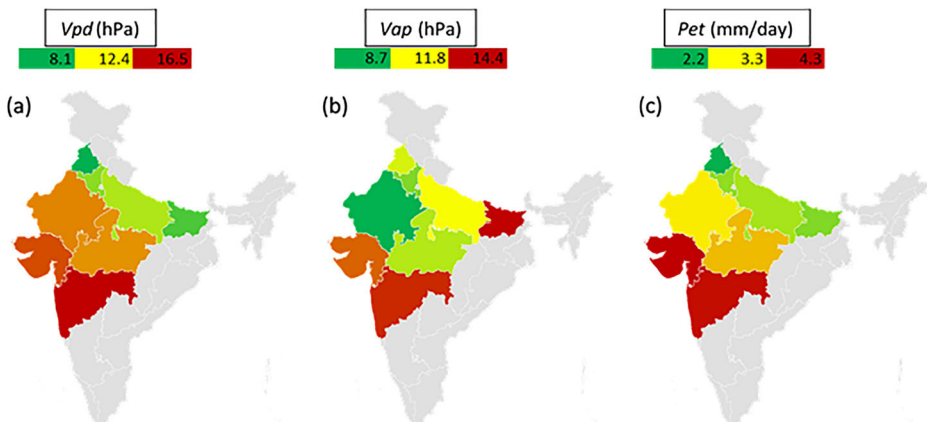 Vpd (hPa)
8.1 12.4 16.5
Vap (hPa)
8.7 11.8 14.4
Pet (mm/day)
2.2 3.3 4.3
(a)
(b)
(c)